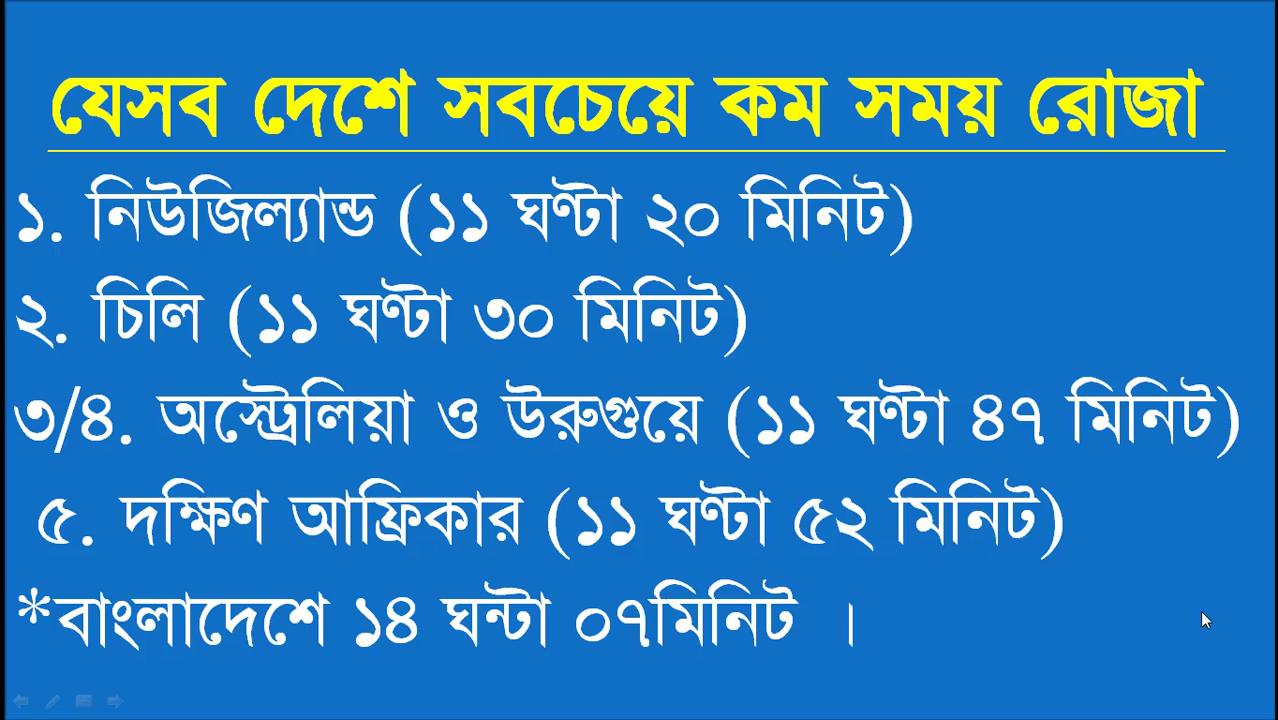 যেসব দেশে সবচেয়ে কম সময় রোজা
১. নিউজিল্যান্ড (১১ ঘণ্টা ২০ মিনিট)
২. চিলি (১১ ঘণ্টা ৩০ মিনিট)
৩/৪. অস্ট্রেলিয়া ও উরুগুয়ে (১১ ঘণ্টা ৪৭ মিনিট)
৫. দক্ষিণ আফ্রিকার (১১ ঘণ্টা ৫২ মিনিট)
*বাংলাদেশে ১৪ ঘন্টা ০৭মিনিট ।